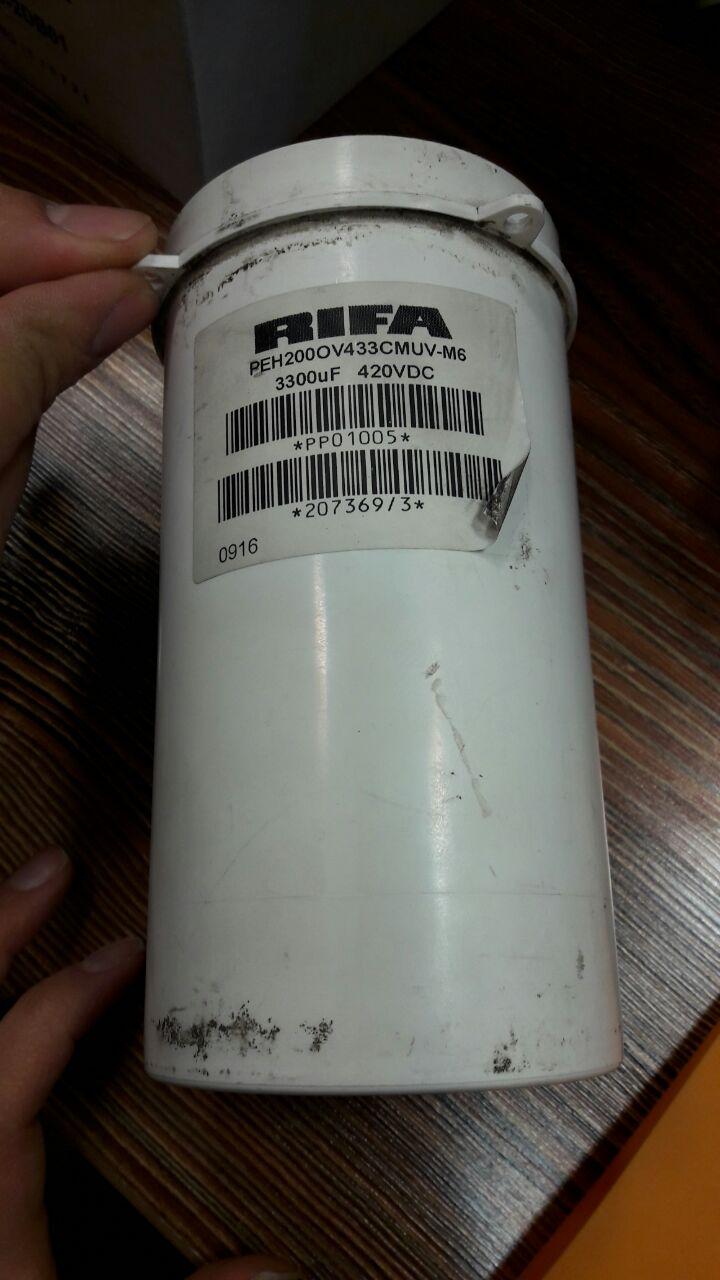 RIFA
PEH200OV433CMUV-M6
3300uF 420VDC
*PP01005*
*207369/3*
0916